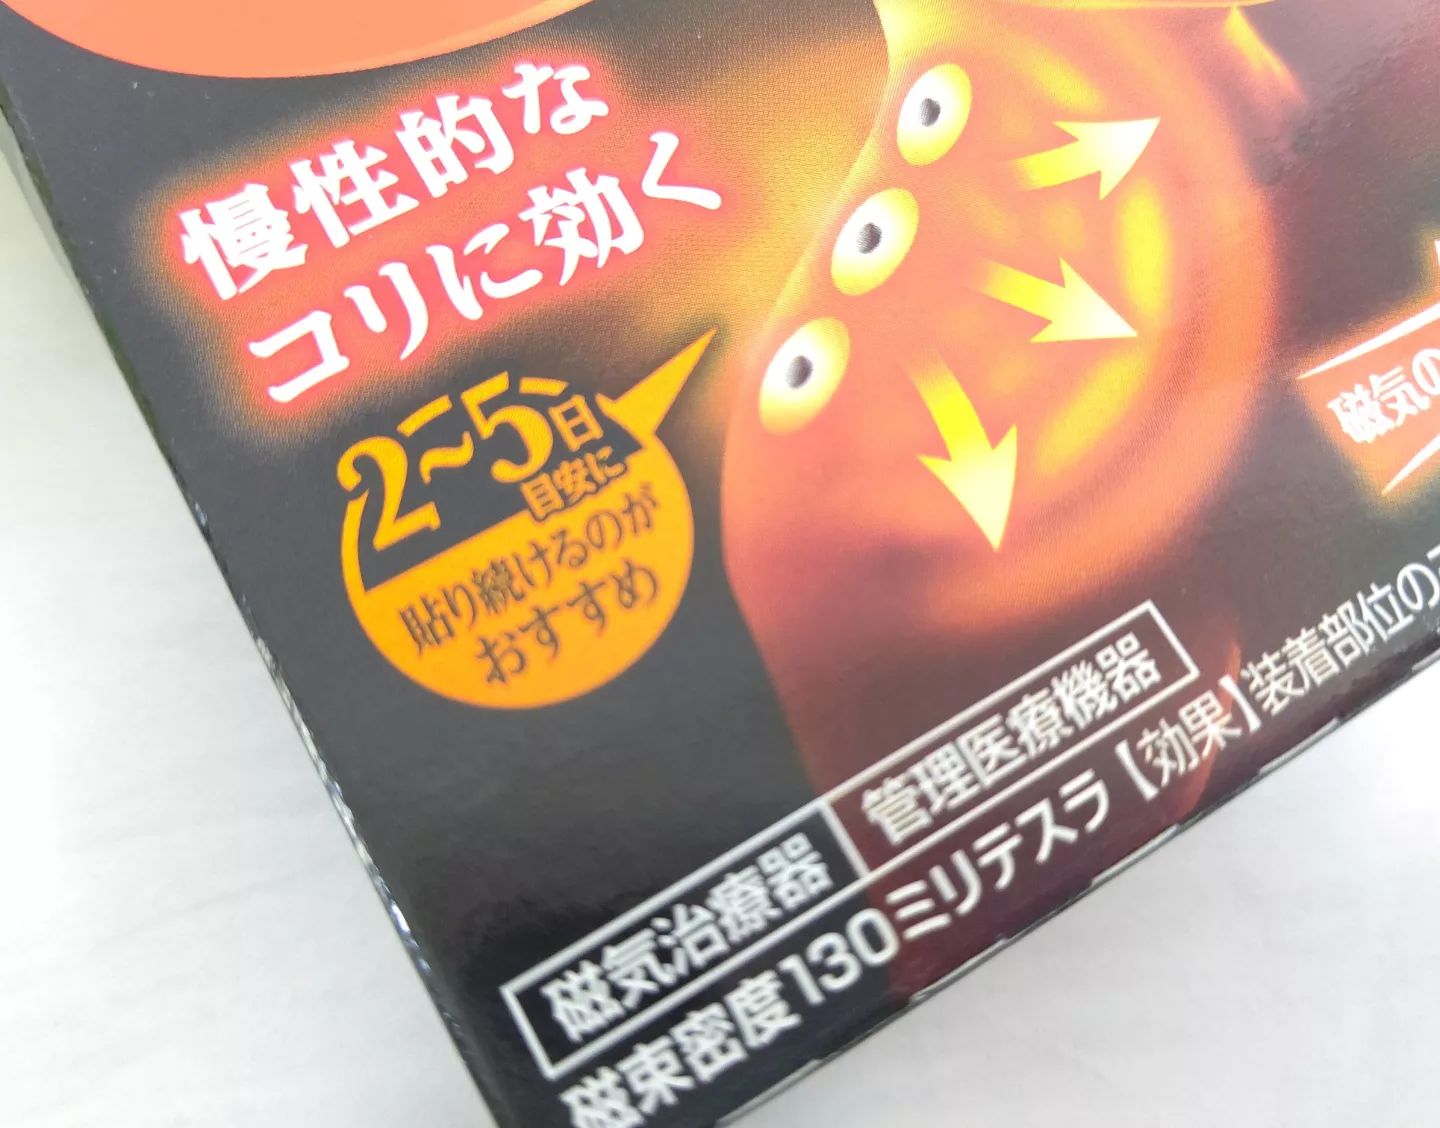 慢性的な
コリに効く
2~5日
目安に
貼り続けるのが
おすすめ
磁気の
磁気治療器 管理医療機器
磁束密度130ミリテスラ【効果】装着部位の